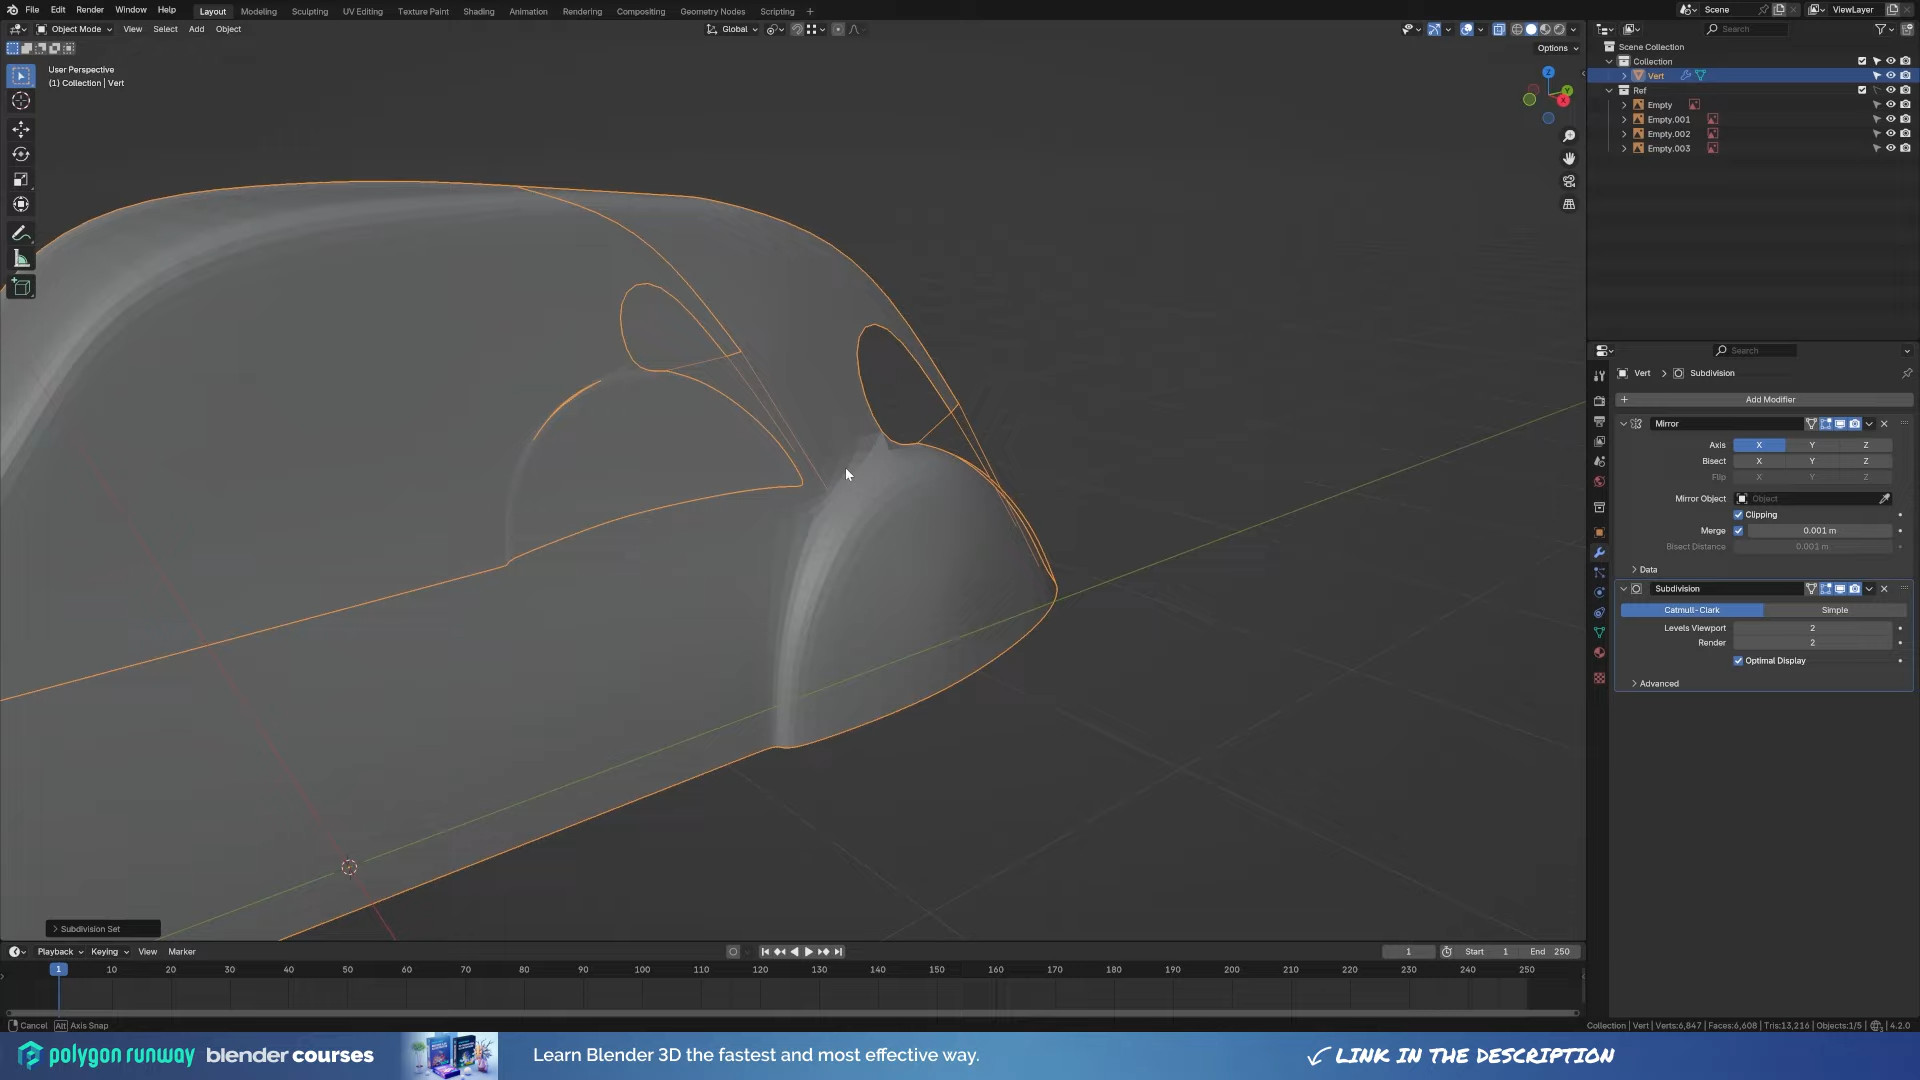 File Edit Render Window Help Layout Modeling Sculpting UV Editing Texture Paint Shading Animation Rendering Compositing Geometry Nodes Scripting + Scene ViewLayer
Object Mode View Select Add Object Global Search
Options
User Perspective
(1) Collection | Vert
Scene Collection
Collection
Vert
Ref
Empty
Empty.001
Empty.002
Empty.003
Z
Y
X
Search
Vert > Subdivision
+ Add Modifier
Mirror
Axis X Y Z
Bisect X Y Z
Flip X Y Z
Mirror Object Object
Clipping
Merge 0.001 m
Bisect Distance 0.001 m
Data
Subdivision
Catmull-Clark Simple
Levels Viewport 2
Render 2
Optimal Display
Advanced
Subdivision Set
Playback Keying View Marker 1 Start 1 End 250
1 10 20 30 40 50 60 70 80 90 100 110 120 130 140 150 160 170 180 190 200 210 220 230 240 250
Cancel Alt Axis Snap Collection | Vert | Verts:6,847 | Faces:6,608 | Tris:13,216 | Objects:1/5 | 4.2.0
polygon runway blender courses Learn Blender 3D the fastest and most effective way. LINK IN THE DESCRIPTION